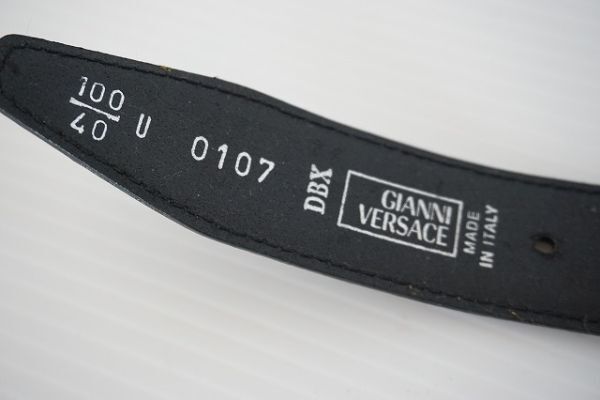 100
40
U
0107
DBX
GIANNI
VERSACE
MADE
IN ITALY